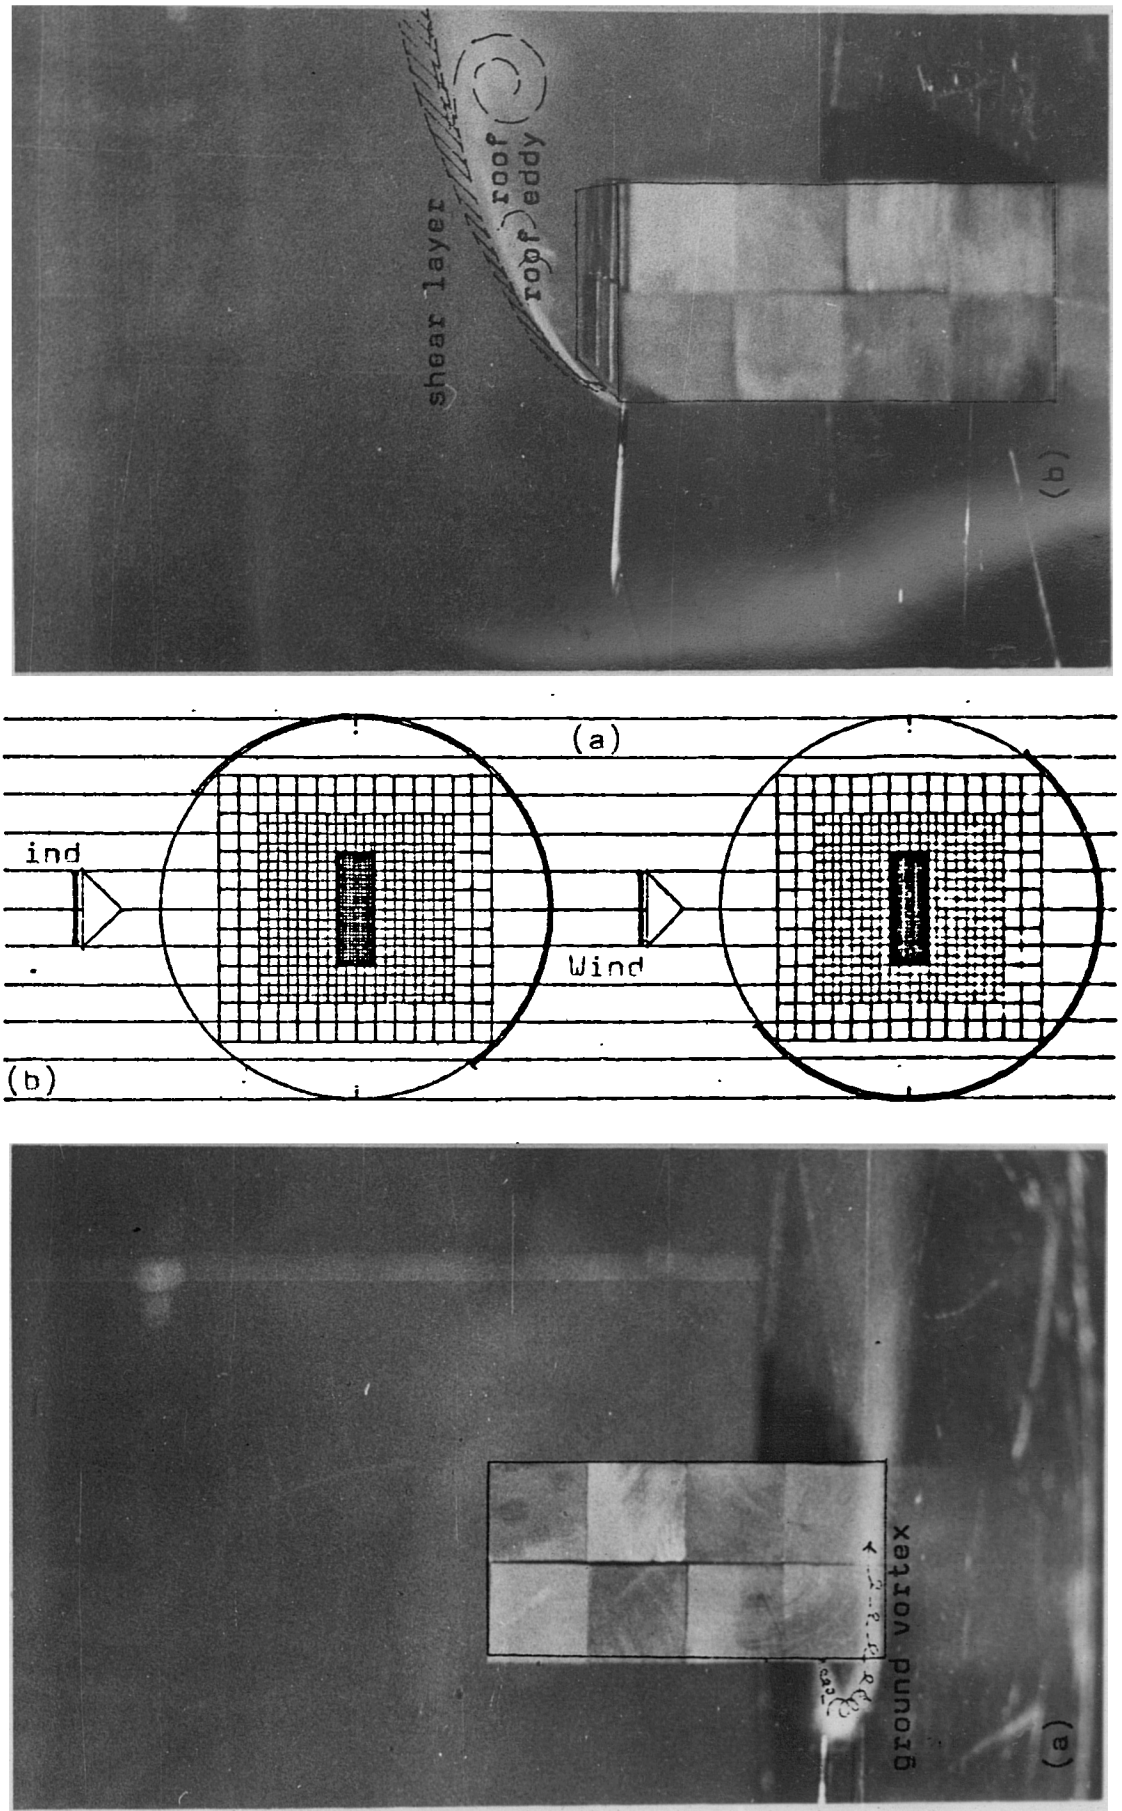 shear layer
roof
roof eddy
(b)
(a)
ind
Wind
(b)
ground vortex
(a)